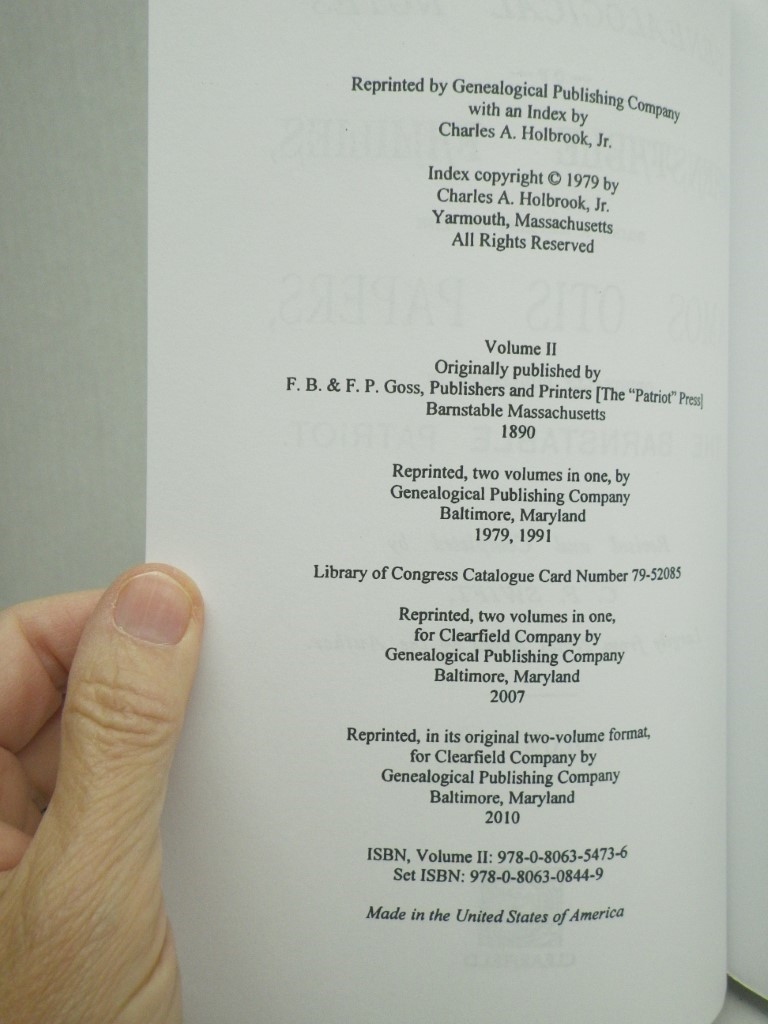 Reprinted by Genealogical Publishing Company
with an Index by
Charles A. Holbrook, Jr.
Index copyright © 1979 by
Charles A. Holbrook, Jr.
Yarmouth, Massachusetts
All Rights Reserved
Volume II
Originally published by
F. B. & F. P. Goss, Publishers and Printers [The "Patriot" Press]
Barnstable Massachusetts
1890
Reprinted, two volumes in one, by
Genealogical Publishing Company
Baltimore, Maryland
1979, 1991
Library of Congress Catalogue Card Number 79-52085
Reprinted, two volumes in one,
for Clearfield Company by
Genealogical Publishing Company
Baltimore, Maryland
2007
Reprinted, in its original two-volume format,
for Clearfield Company by
Genealogical Publishing Company
Baltimore, Maryland
2010
ISBN, Volume II: 978-0-8063-5473-6
Set ISBN: 978-0-8063-0844-9
Made in the United States of America